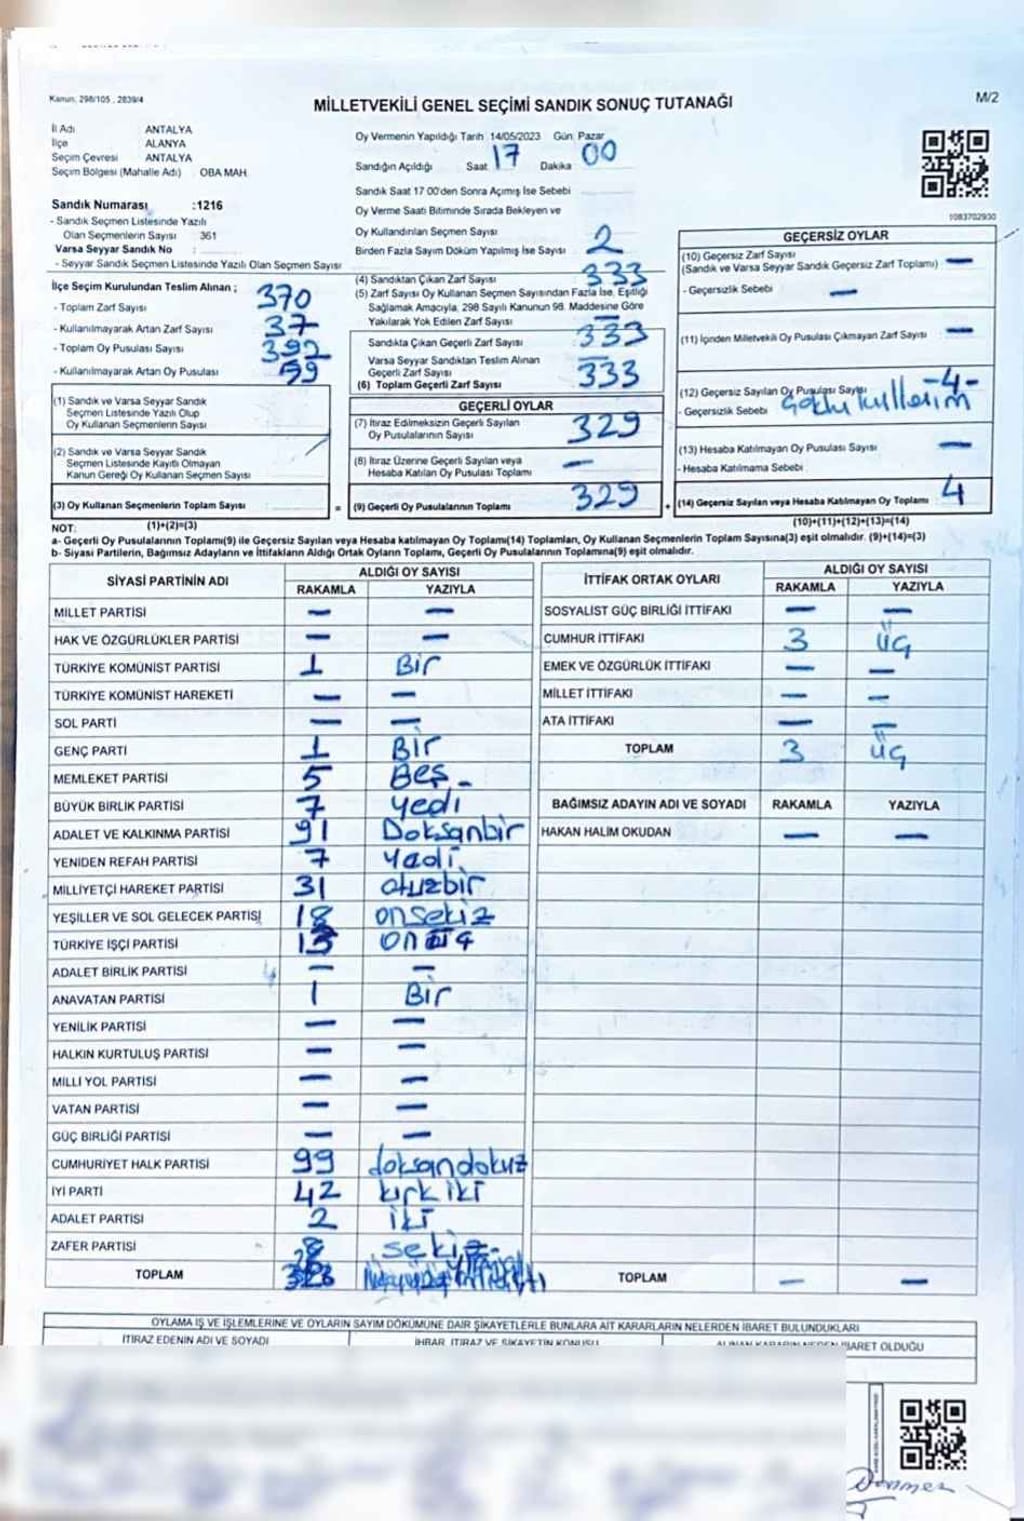 Kanun; 298/105 , 2839/4
MİLLETVEKİLİ GENEL SEÇİMİ SANDIK SONUÇ TUTANAĞI
M/2
İl Adı ANTALYA
İlçe ALANYA
Seçim Çevresi ANTALYA
Seçim Bölgesi (Mahalle Adı) OBA MAH.
Sandık Numarası :1216
- Sandık Seçmen Listesinde Yazılı
Olan Seçmenlerin Sayısı 361
Varsa Seyyar Sandık No :
- Seyyar Sandık Seçmen Listesinde Yazılı Olan Seçmen Sayısı
İlçe Seçim Kurulundan Teslim Alınan ;
- Toplam Zarf Sayısı 370
- Kullanılmayarak Artan Zarf Sayısı 37
- Toplam Oy Pusulası Sayısı 392
- Kullanılmayarak Artan Oy Pusulası 59
(1) Sandık ve Varsa Seyyar Sandık
Seçmen Listesinde Yazılı Olup
Oy Kullanan Seçmenlerin Sayısı
(2) Sandık ve Varsa Seyyar Sandık
Seçmen Listesinde Kayıtlı Olmayan
Kanun Gereği Oy Kullanan Seçmen Sayısı
(3) Oy Kullanan Seçmenlerin Toplam Sayısı
(1)+(2)=(3)
Oy Vermenin Yapıldığı Tarih 14/05/2023 Gün: Pazar
Sandığın Açıldığı Saat 17 Dakika 00
Sandık Saat 17 00'den Sonra Açımış İse Sebebi
Oy Verme Saati Bitiminde Sırada Bekleyen ve
Oy Kullandırılan Seçmen Sayısı
Birden Fazla Sayım Döküm Yapılmış İse Sayısı 2
(4) Sandıktan Çıkan Zarf Sayısı 333
(5) Zarf Sayısı Oy Kullanan Seçmen Sayısından Fazla İse, Eşitliği
Sağlamak Amacıyla, 298 Sayılı Kanunun 98. Maddesine Göre
Yakılarak Yok Edilen Zarf Sayısı —
Sandıkta Çıkan Geçerli Zarf Sayısı 333
Varsa Seyyar Sandıktan Teslim Alınan
Geçerli Zarf Sayısı —
(6) Toplam Geçerli Zarf Sayısı 333
GEÇERLİ OYLAR
(7) İtiraz Edilmeksizin Geçerli Sayılan
Oy Pusulalarının Sayısı 329
(8) İtiraz Üzerine Geçerli Sayılan veya
Hesaba Katılan Oy Pusulası Toplamı —
= (9) Geçerli Oy Pusulalarının Toplamı 329
1083702930
GEÇERSİZ OYLAR
(10) Geçersiz Zarf Sayısı —
(Sandık ve Varsa Seyyar Sandık Geçersiz Zarf Toplamı)
- Geçersizlik Sebebi —
(11) İçinden Milletvekili Oy Pusulası Çıkmayan Zarf Sayısı —
(12) Geçersiz Sayılan Oy Pusulası Sayısı -4-
- Geçersizlik Sebebi
(13) Hesaba Katılmayan Oy Pusulası Sayısı —
- Hesaba Katılmama Sebebi
+ (14) Geçersiz Sayılan veya Hesaba Katılmayan Oy Toplamı 4
(10)+(11)+(12)+(13)=(14)
NOT:
a- Geçerli Oy Pusulalarının Toplamı(9) ile Geçersiz Sayılan veya Hesaba katılmayan Oy Toplamı(14) Toplamları, Oy Kullanan Seçmenlerin Toplam Sayısına(3) eşit olmalıdır. (9)+(14)=(3)
b- Siyasi Partilerin, Bağımsız Adayların ve İttifakların Aldığı Ortak Oyların Toplamı, Geçerli Oy Pusulalarının Toplamına(9) eşit olmalıdır.
SİYASİ PARTİNİN ADI ALDIĞI OY SAYISI
RAKAMLA YAZIYLA
MİLLET PARTİSİ — —
HAK VE ÖZGÜRLÜKLER PARTİSİ — —
TÜRKİYE KOMÜNİST PARTİSİ 1 Bir
TÜRKİYE KOMÜNİST HAREKETİ — —
SOL PARTİ — —
GENÇ PARTİ 1 Bir
MEMLEKET PARTİSİ 5 Beş
BÜYÜK BİRLİK PARTİSİ 7 yedi
ADALET VE KALKINMA PARTİSİ 91 Doksanbir
YENİDEN REFAH PARTİSİ 7 yedi
MİLLİYETÇİ HAREKET PARTİSİ 31 otuzbir
YEŞİLLER VE SOL GELECEK PARTİSİ 18 onsekiz
TÜRKİYE İŞÇİ PARTİSİ 13 onüç
ADALET BİRLİK PARTİSİ — —
ANAVATAN PARTİSİ 1 Bir
YENİLİK PARTİSİ — —
HALKIN KURTULUŞ PARTİSİ — —
MİLLİ YOL PARTİSİ — —
VATAN PARTİSİ — —
GÜÇ BİRLİĞİ PARTİSİ — —
CUMHURİYET HALK PARTİSİ 99 doksandokuz
İYİ PARTİ 42 kırk iki
ADALET PARTİSİ 2 iki
ZAFER PARTİSİ 8 sekiz
TOPLAM
İTTİFAK ORTAK OYLARI ALDIĞI OY SAYISI
RAKAMLA YAZIYLA
SOSYALİST GÜÇ BİRLİĞİ İTTİFAKI — —
CUMHUR İTTİFAKI 3 üç
EMEK VE ÖZGÜRLÜK İTTİFAKI — —
MİLLET İTTİFAKI — —
ATA İTTİFAKI — —
TOPLAM 3 üç
BAĞIMSIZ ADAYIN ADI VE SOYADI RAKAMLA YAZIYLA
HAKAN HALİM OKUDAN — —
TOPLAM — —
OYLAMA İŞ VE İŞLEMLERİNE VE OYLARIN SAYIM DÖKÜMÜNE DAİR ŞİKAYETLERLE BUNLARA AİT KARARLARIN NELERDEN İBARET BULUNDUKLARI
İTİRAZ EDENİN ADI VE SOYADI İHBAR, İTİRAZ VE ŞİKAYETİN KONUSU İBARET OLDUĞU